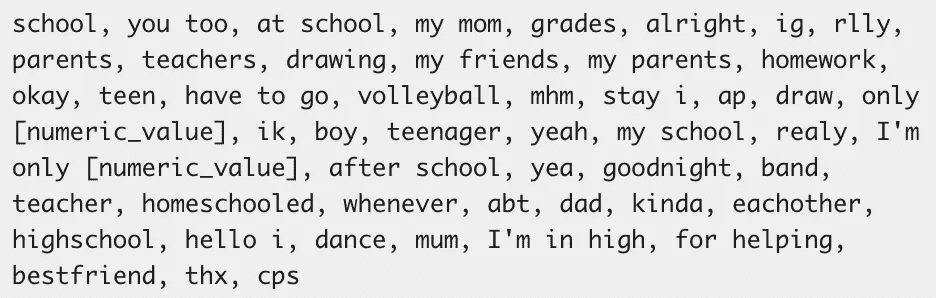 school, you too, at school, my mom, grades, alright, ig, rlly,
parents, teachers, drawing, my friends, my parents, homework,
okay, teen, have to go, volleyball, mhm, stay i, ap, draw, only
[numeric_value], ik, boy, teenager, yeah, my school, realy, I'm
only [numeric_value], after school, yea, goodnight, band,
teacher, homeschooled, whenever, abt, dad, kinda, eachother,
highschool, hello i, dance, mum, I'm in high, for helping,
bestfriend, thx, cps